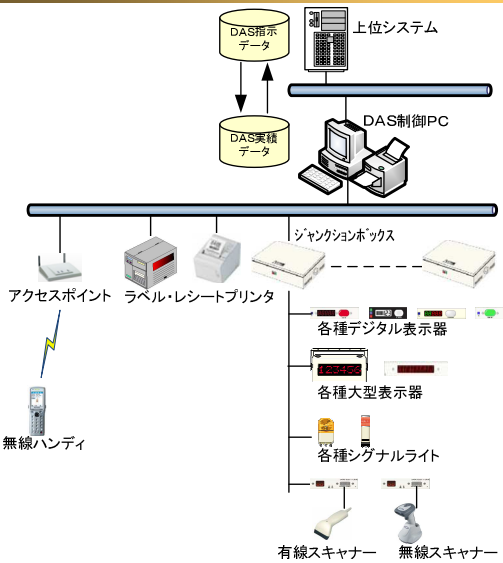 DAS指示
データ
上位システム
DAS実績
データ
DAS制御PC
ｼﾞｬﾝｸｼｮﾝﾎﾞｯｸｽ
アクセスポイント
ラベル・レシートプリンタ
各種デジタル表示器
123456
各種大型表示器
無線ハンディ
各種シグナルライト
有線スキャナー
無線スキャナー